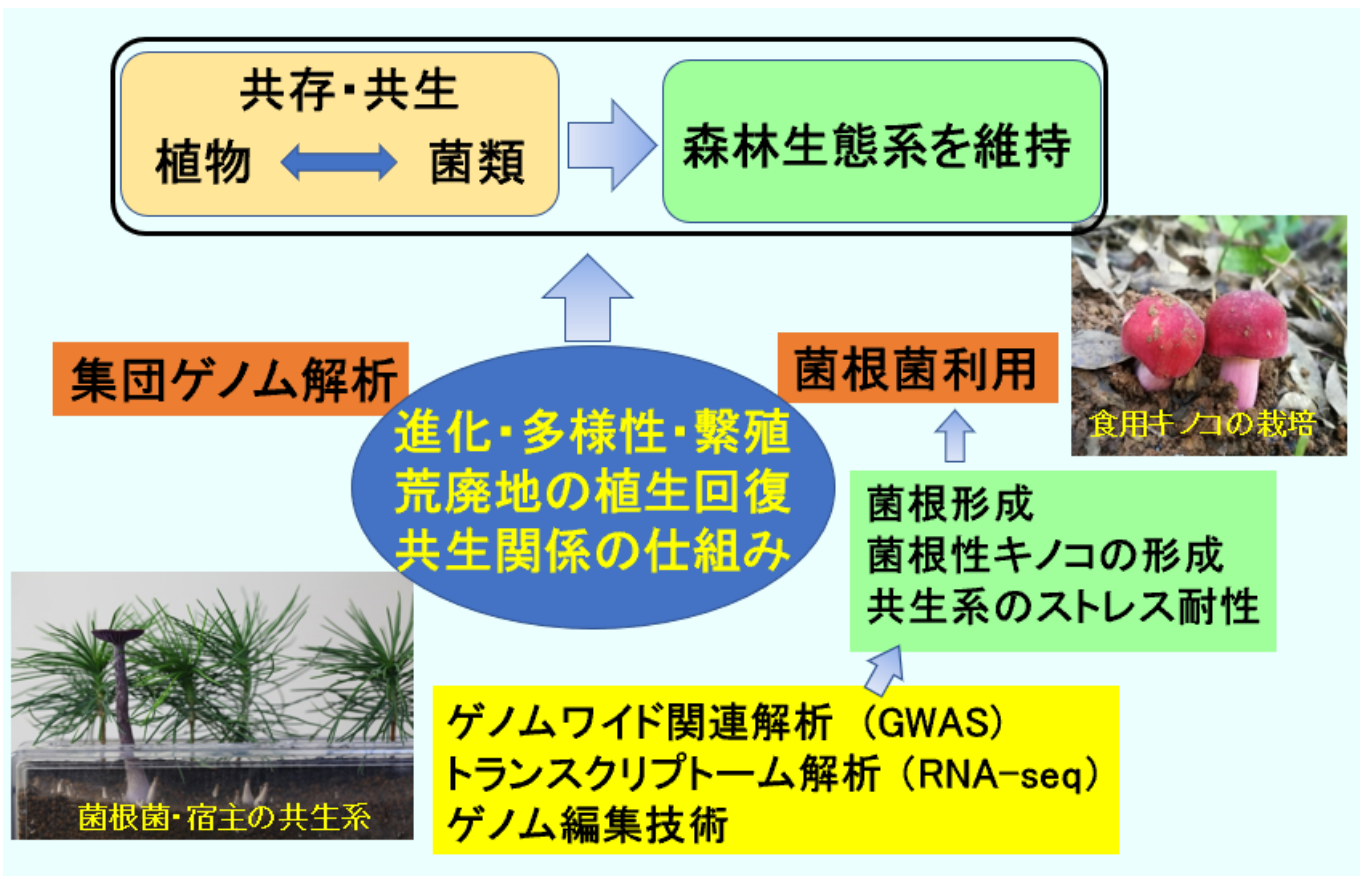 共存・共生
植物 菌類
森林生態系を維持
集団ゲノム解析
進化・多様性・繋殖
荒廃地の植生回復
共生関係の仕組み
菌根菌利用
食用キノコの栽培
菌根形成
菌根性キノコの形成
共生系のストレス耐性
ゲノムワイド関連解析 (GWAS)
トランスクリプトーム解析 (RNA-seq)
ゲノム編集技術
菌根菌・宿主の共生系